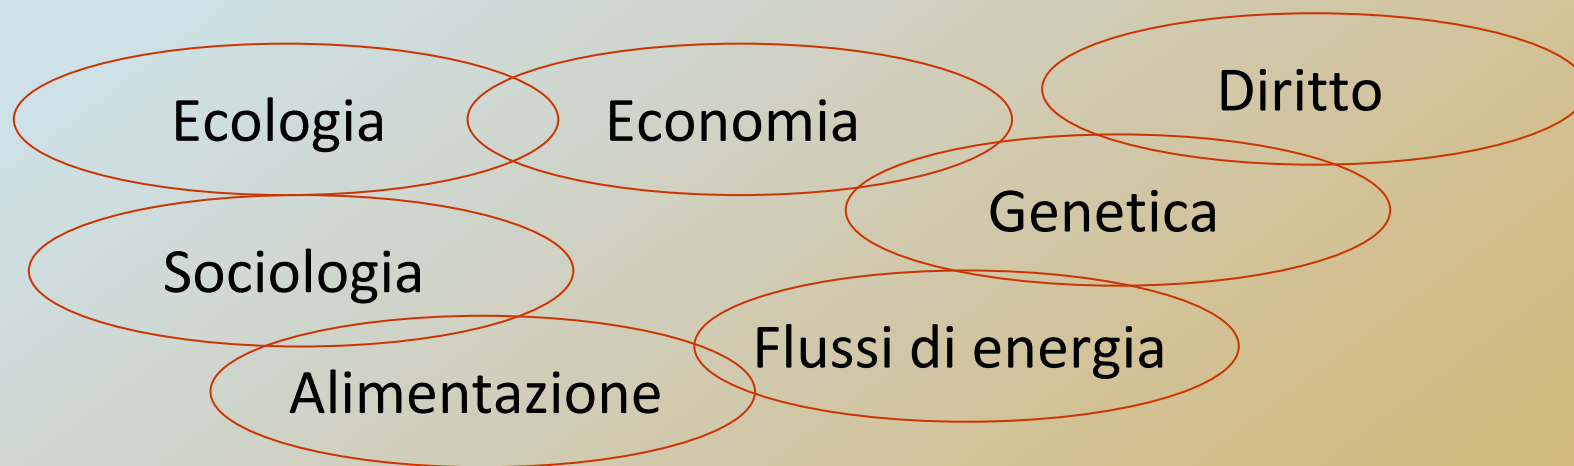 Ecologia
Economia
Diritto
Genetica
Sociologia
Flussi di energia
Alimentazione